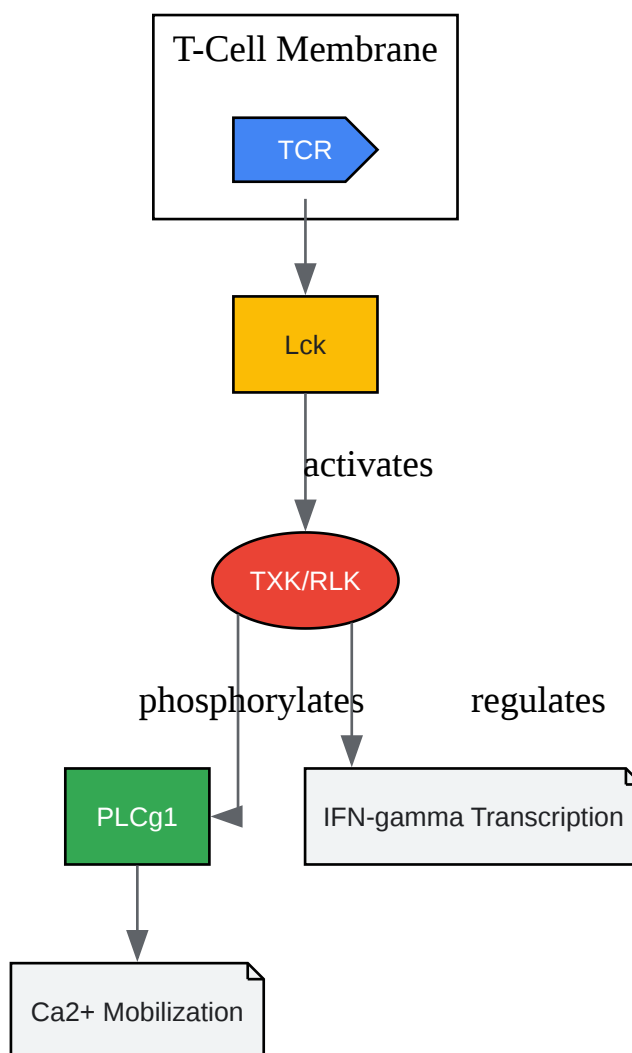 T-Cell Membrane
TCR
Lck
activates
TXK/RLK
phosphorylates
regulates
PLCg1
IFN-gamma Transcription
Ca2+ Mobilization